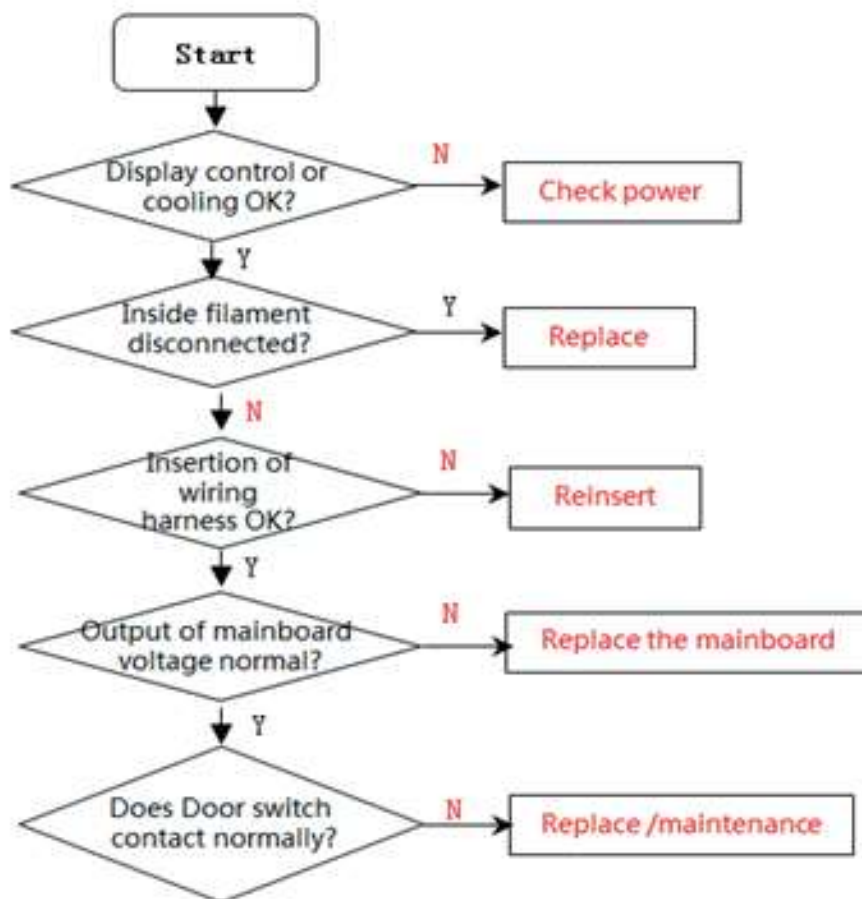 Start
Display control or
cooling OK?
N
Check power
Y
Inside filament
disconnected?
Y
Replace
N
Insertion of
wiring
harness OK?
N
Reinsert
Y
Output of mainboard
voltage normal?
N
Replace the mainboard
Y
Does Door switch
contact normally?
N
Replace /maintenance